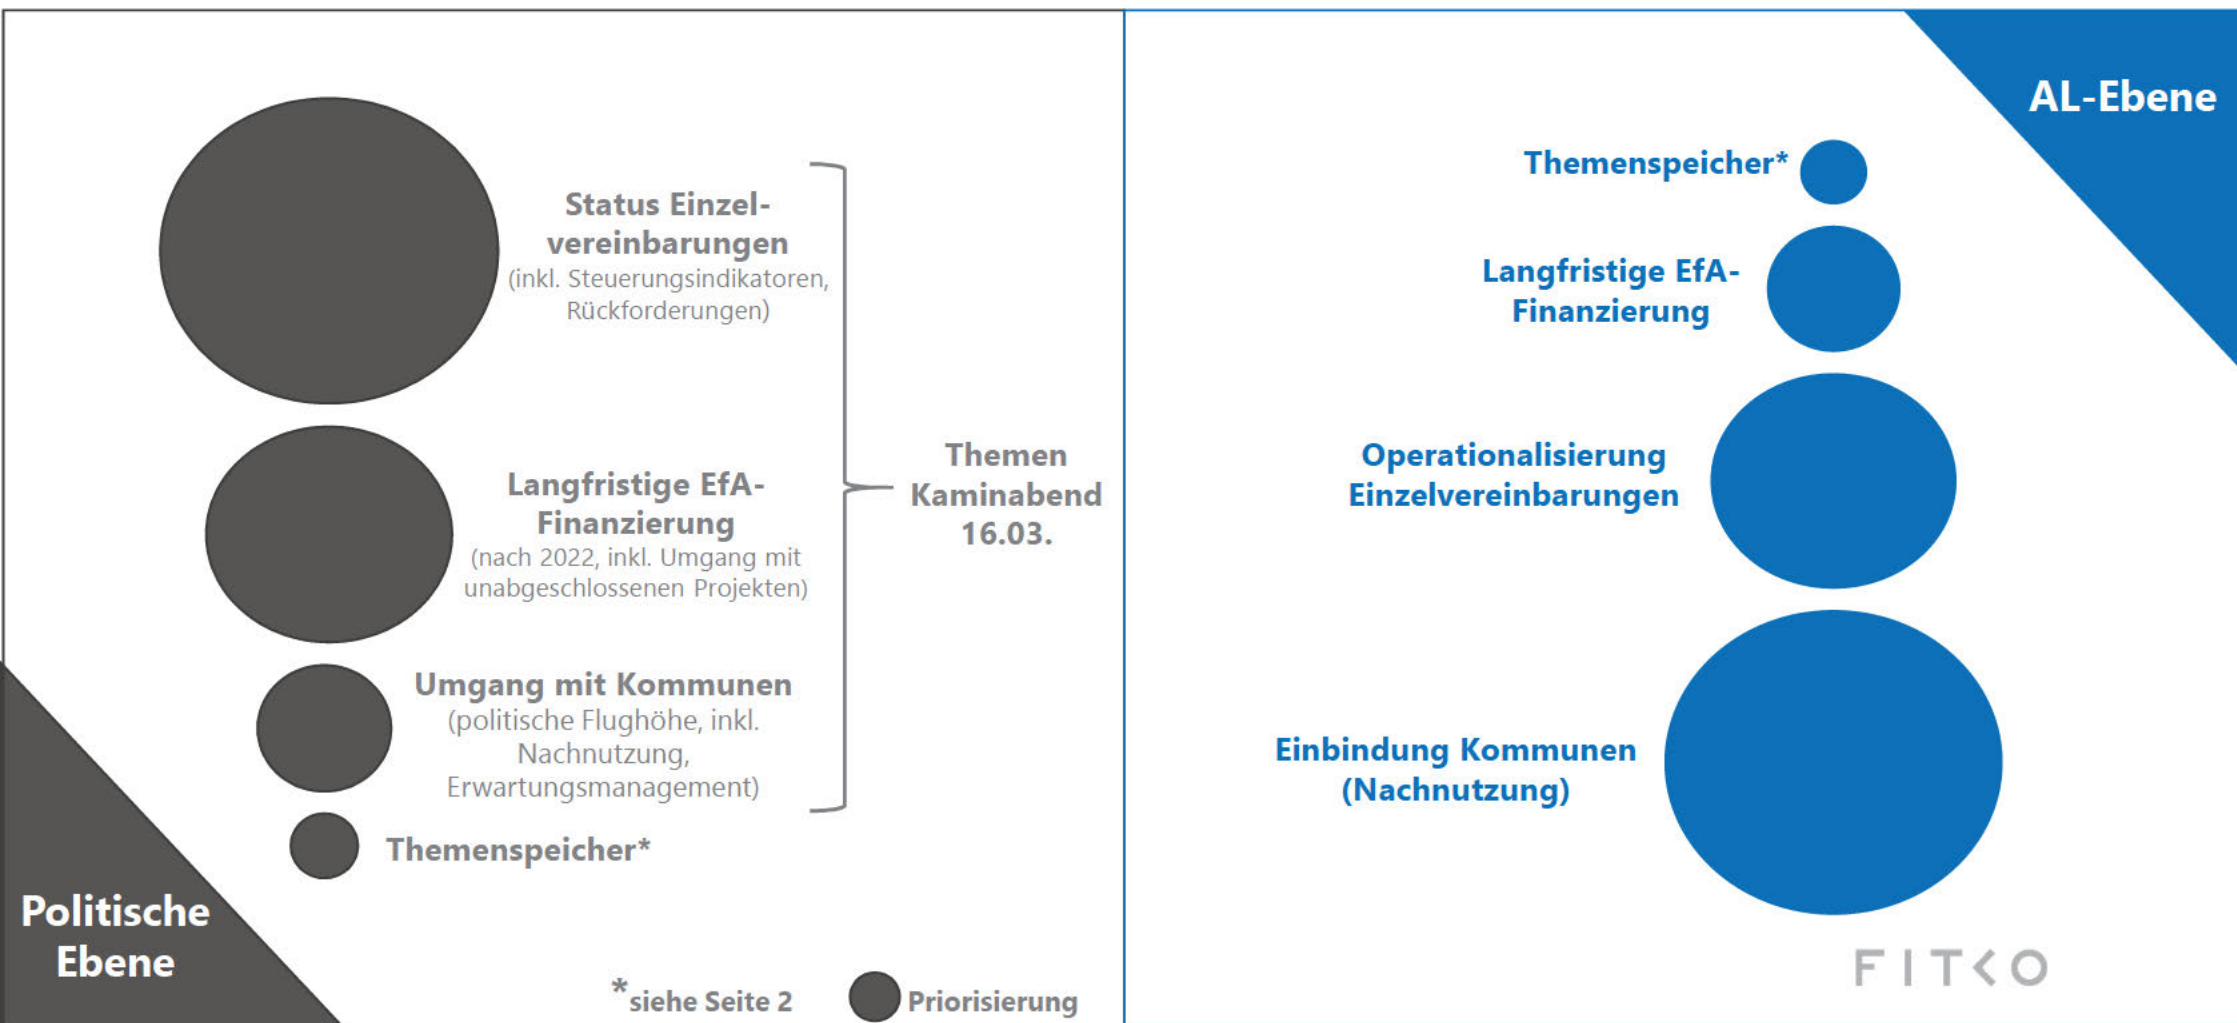 Status Einzel-
vereinbarungen
(inkl. Steuerungsindikatoren,
Rückforderungen)
Langfristige EfA-
Finanzierung
(nach 2022, inkl. Umgang mit
unabgeschlossenen Projekten)
Umgang mit Kommunen
(politische Flughöhe, inkl.
Nachnutzung,
Erwartungsmanagement)
Themenspeicher*
Themen
Kaminabend
16.03.
Politische
Ebene
*siehe Seite 2
Priorisierung
AL-Ebene
Themenspeicher*
Langfristige EfA-
Finanzierung
Operationalisierung
Einzelvereinbarungen
Einbindung Kommunen
(Nachnutzung)
FITKO